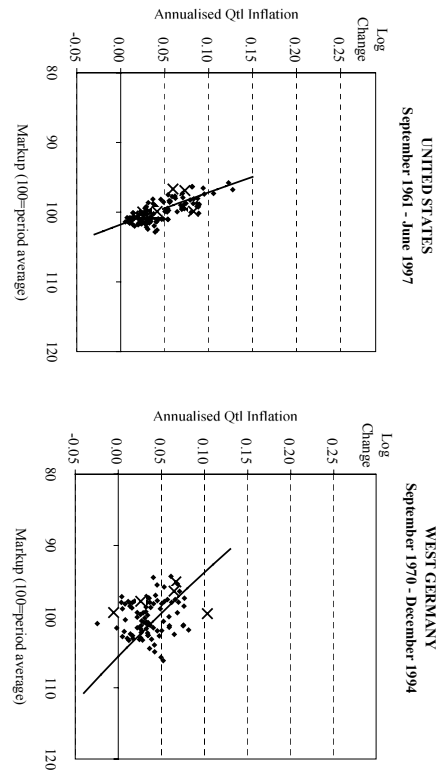 UNITED STATES
September 1961 - June 1997
Log
Change
0.25
0.20
0.15
0.10
0.05
0.00
-0.05
Annualised Qtl Inflation
80
90
100
110
120
Markup (100=period average)
WEST GERMANY
September 1970 - December 1994
Log
Change
0.25
0.20
0.15
0.10
0.05
0.00
-0.05
Annualised Qtl Inflation
80
90
100
110
120
Markup (100=period average)